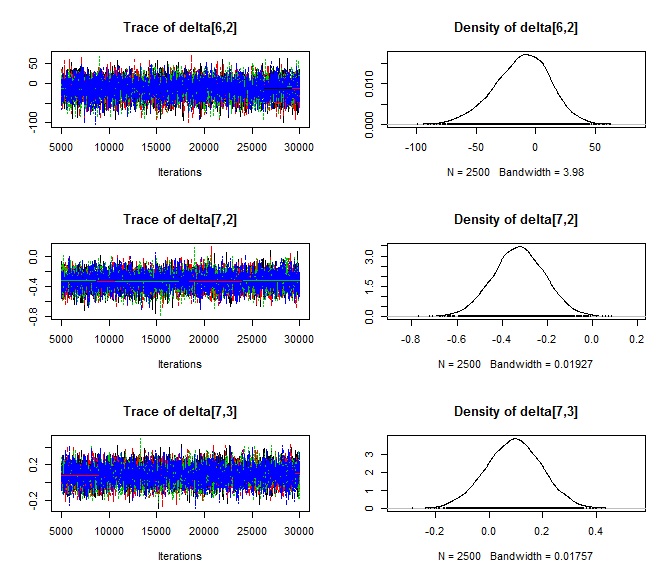 Trace of delta[6,2]
Density of delta[6,2]
50
0
-100
5000 10000 15000 20000 25000 30000
Iterations
0.010
0.000
-100 -50 0 50
N = 2500 Bandwidth = 3.98
Trace of delta[7,2]
Density of delta[7,2]
0.0
-0.4
-0.8
5000 10000 15000 20000 25000 30000
Iterations
3.0
1.5
0.0
-0.8 -0.6 -0.4 -0.2 0.0 0.2
N = 2500 Bandwidth = 0.01927
Trace of delta[7,3]
Density of delta[7,3]
0.2
-0.2
5000 10000 15000 20000 25000 30000
Iterations
3
2
1
0
-0.2 0.0 0.2 0.4
N = 2500 Bandwidth = 0.01757